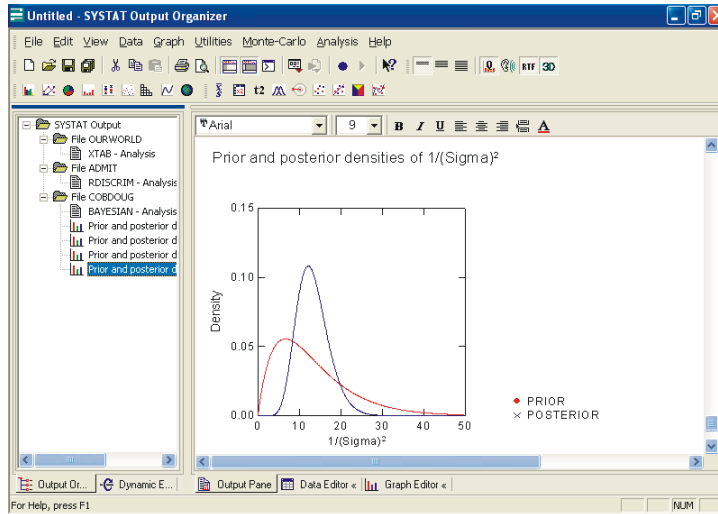 Untitled - SYSTAT Output Organizer
File Edit View Data Graph Utilities Monte-Carlo Analysis Help
RTF 3D
t2
SYSTAT Output
File OURWORLD
XTAB - Analysis
File ADMIT
RDISCRIM - Analysis
File COBDOUG
BAYESIAN - Analysis
Prior and posterior d
Prior and posterior d
Prior and posterior d
Prior and posterior d
Arial 9 B I U A
Prior and posterior densities of 1/(Sigma)²
0.15
0.10
0.05
0.00
Density
0 10 20 30 40 50
1/(Sigma)²
PRIOR
POSTERIOR
Output Or... Dynamic E...
Output Pane Data Editor « Graph Editor «
For Help, press F1
NUM